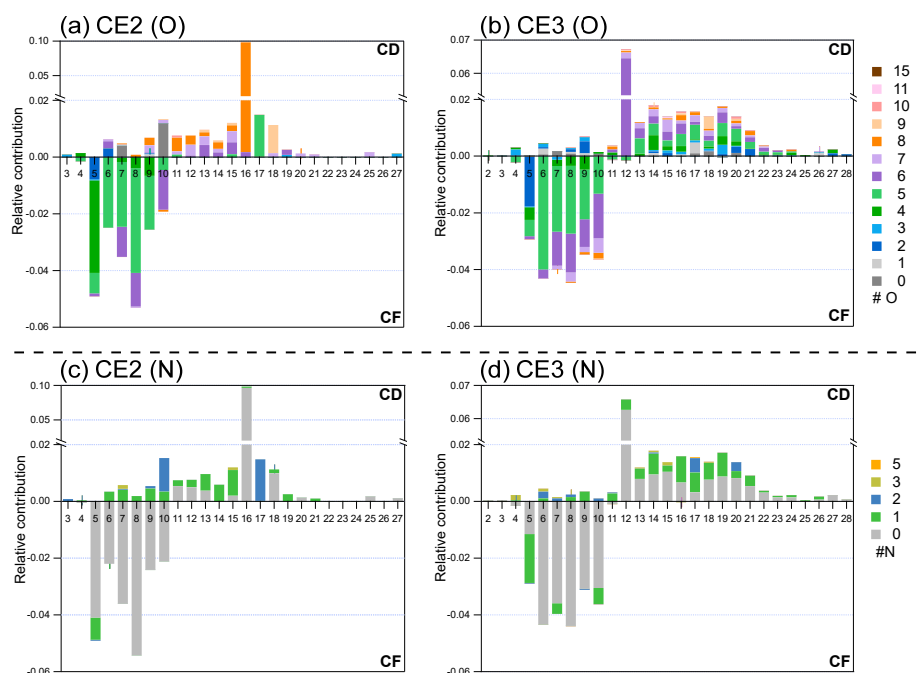 (a) CE2 (O)
(b) CE3 (O)
0.10
0.05
0.02
0.00
-0.02
-0.04
-0.06
Relative contribution
CD
CF
3 4 5 6 7 8 9 10 11 12 13 14 15 16 17 18 19 20 21 22 23 24 25 26 27
0.07
0.06
0.02
0.00
-0.02
-0.04
-0.06
Relative contribution
CD
CF
2 3 4 5 6 7 8 9 10 11 12 13 14 15 16 17 18 19 20 21 22 23 24 25 26 27 28
15
11
10
9
8
7
6
5
4
3
2
1
0
# O
(c) CE2 (N)
(d) CE3 (N)
0.10
0.05
0.02
0.00
-0.02
-0.04
-0.06
Relative contribution
CD
CF
3 4 5 6 7 8 9 10 11 12 13 14 15 16 17 18 19 20 21 22 23 24 25 26 27
0.07
0.06
0.02
0.00
-0.02
-0.04
-0.06
Relative contribution
CD
CF
2 3 4 5 6 7 8 9 10 11 12 13 14 15 16 17 18 19 20 21 22 23 24 25 26 27 28
5
3
2
1
0
#N